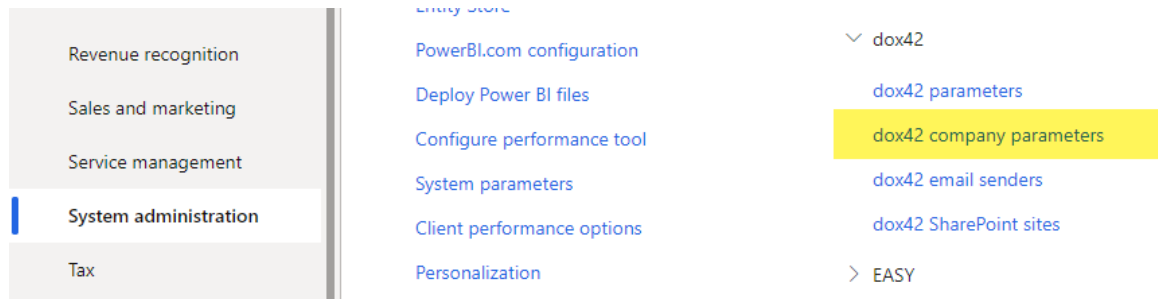 Revenue recognition
Sales and marketing
Service management
System administration
Tax
Entity Store
PowerBI.com configuration
Deploy Power BI files
Configure performance tool
System parameters
Client performance options
Personalization
dox42
dox42 parameters
dox42 company parameters
dox42 email senders
dox42 SharePoint sites
EASY